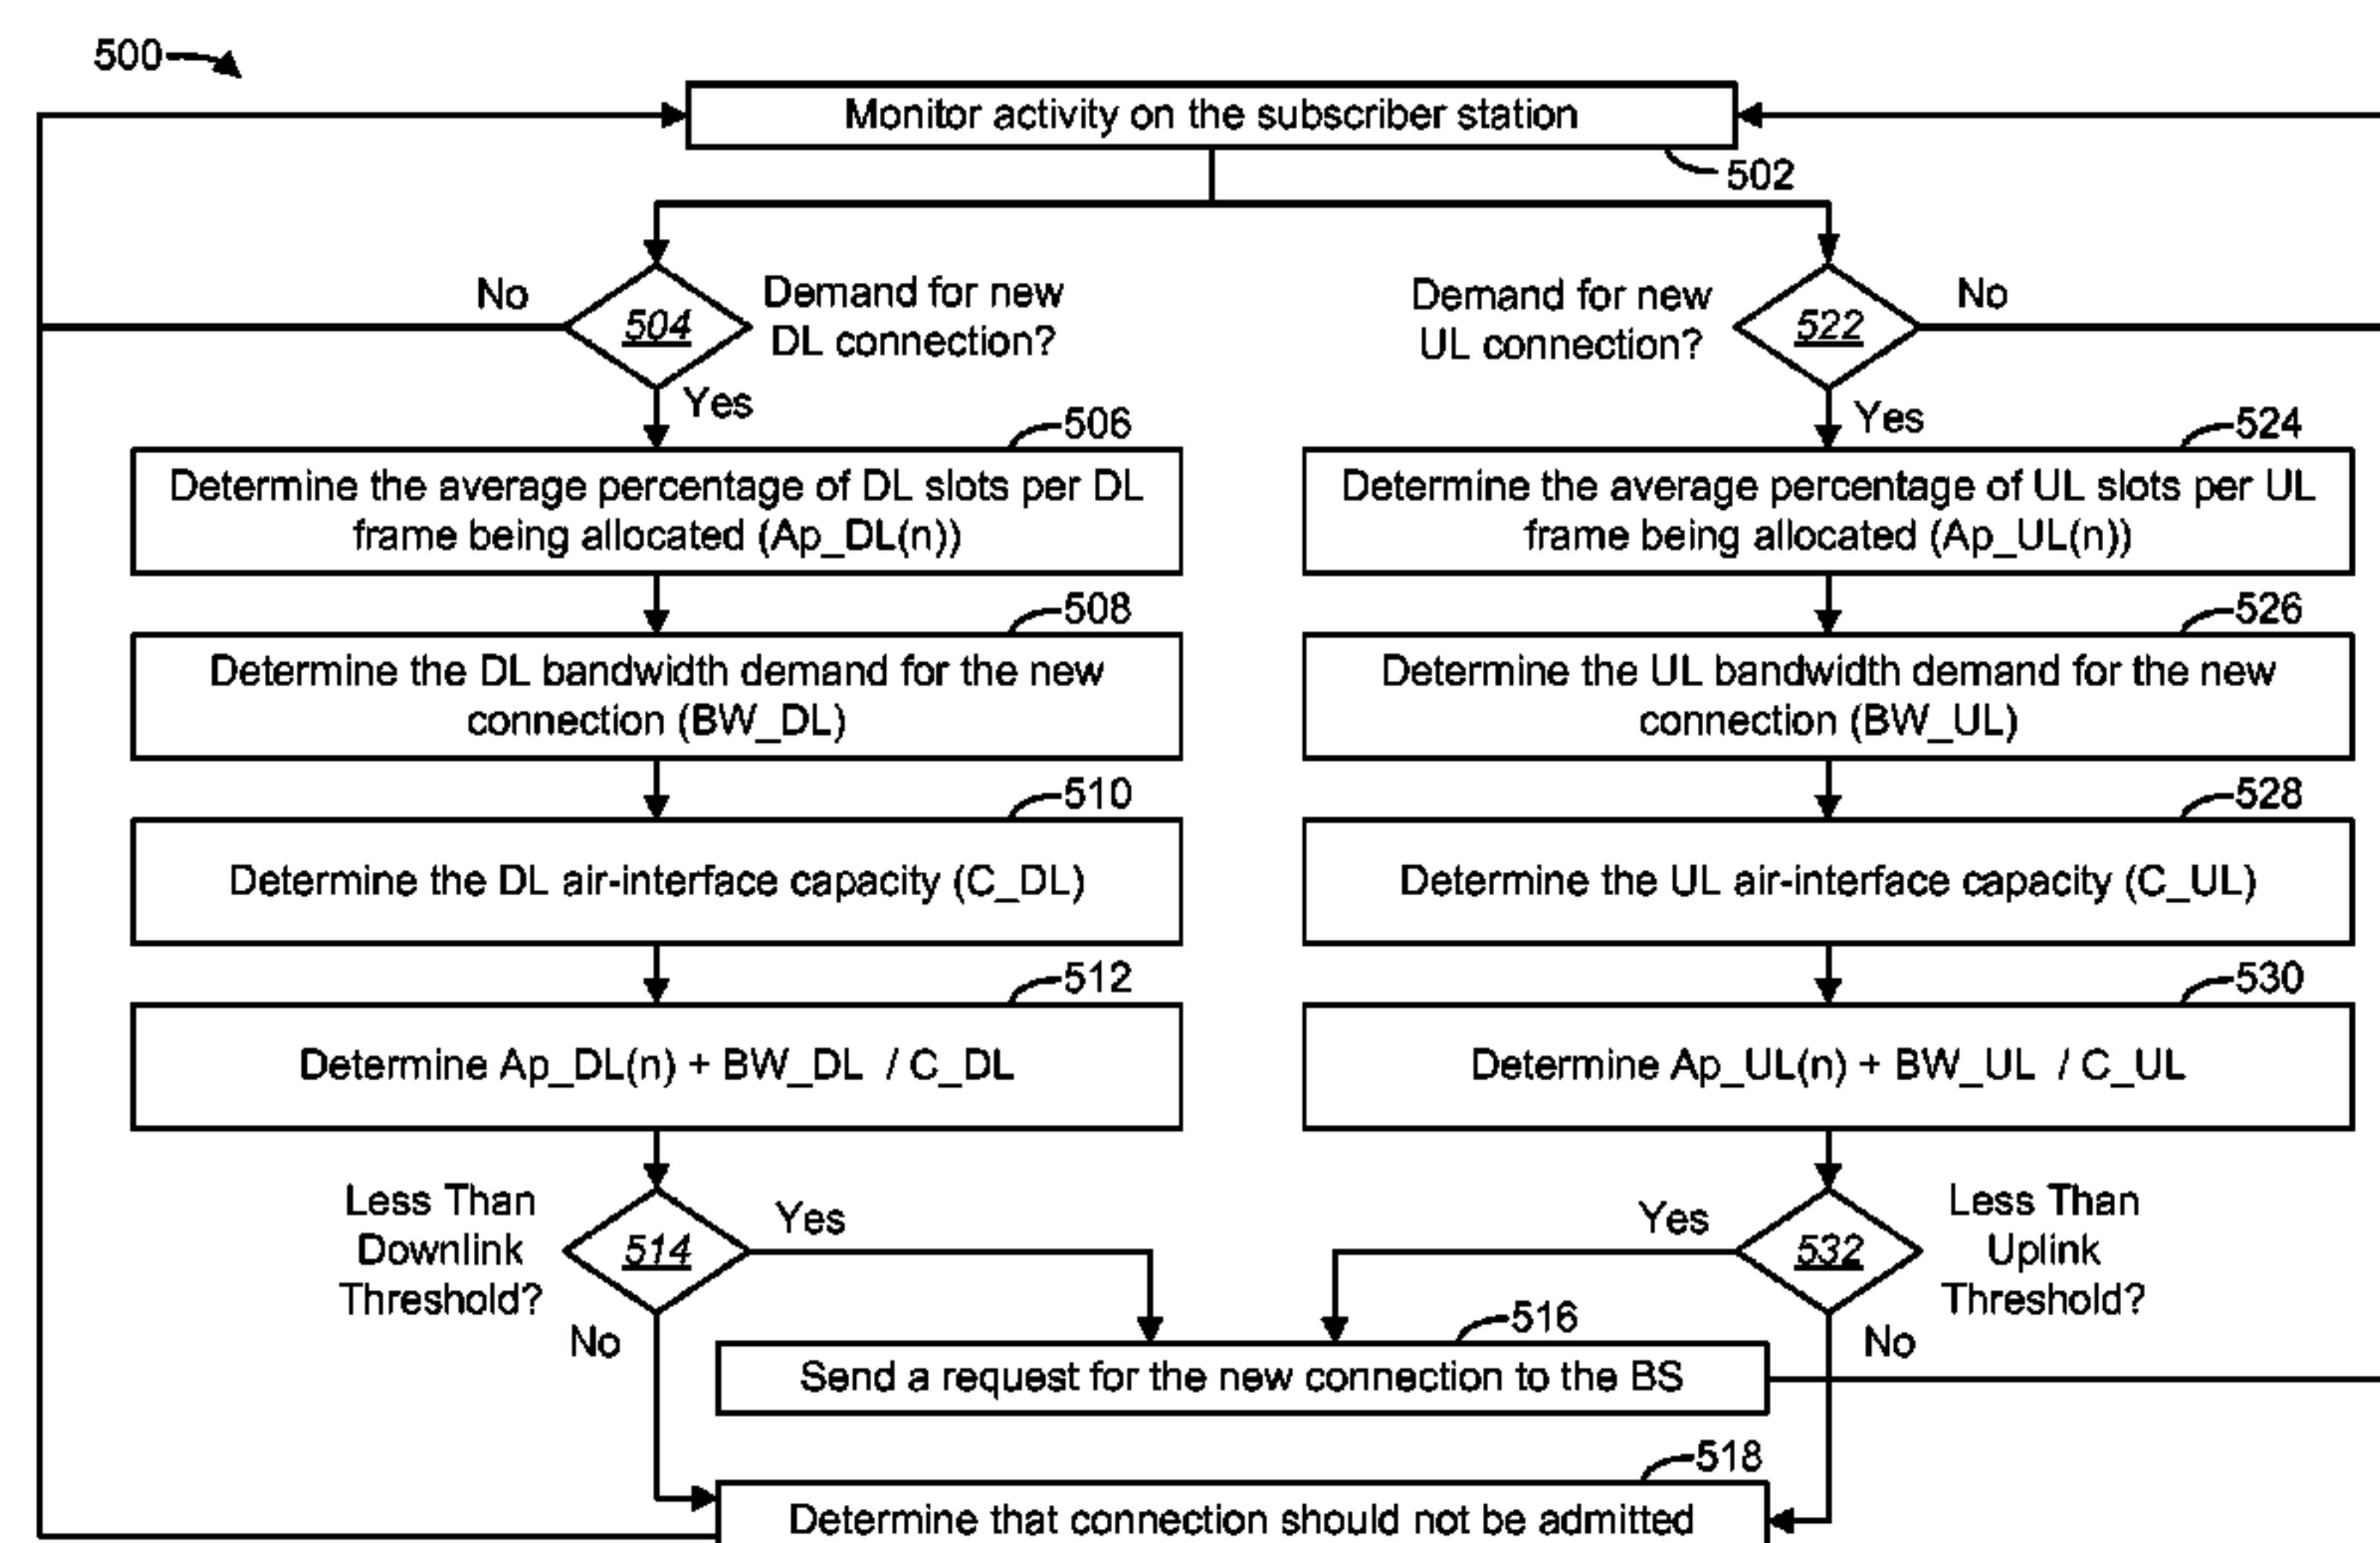 500
Monitor activity on the subscriber station
502
No
504
Demand for new
DL connection?
Demand for new
UL connection?
522
No
Yes
Yes
506
Determine the average percentage of DL slots per DL
frame being allocated (Ap_DL(n))
524
Determine the average percentage of UL slots per UL
frame being allocated (Ap_UL(n))
508
Determine the DL bandwidth demand for the new
connection (BW_DL)
526
Determine the UL bandwidth demand for the new
connection (BW_UL)
510
Determine the DL air-interface capacity (C_DL)
528
Determine the UL air-interface capacity (C_UL)
512
Determine Ap_DL(n) + BW_DL / C_DL
530
Determine Ap_UL(n) + BW_UL / C_UL
Less Than
Downlink
Threshold?
514
Yes
No
Yes
532
Less Than
Uplink
Threshold?
No
516
Send a request for the new connection to the BS
518
Determine that connection should not be admitted